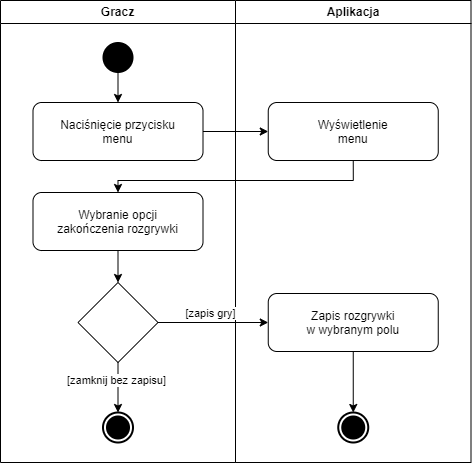 Gracz
Aplikacja
Naciśnięcie przycisku
menu
Wyświetlenie
menu
Wybranie opcji
zakończenia rozgrywki
[zapis gry]
Zapis rozgrywki
w wybranym polu
[zamknij bez zapisu]